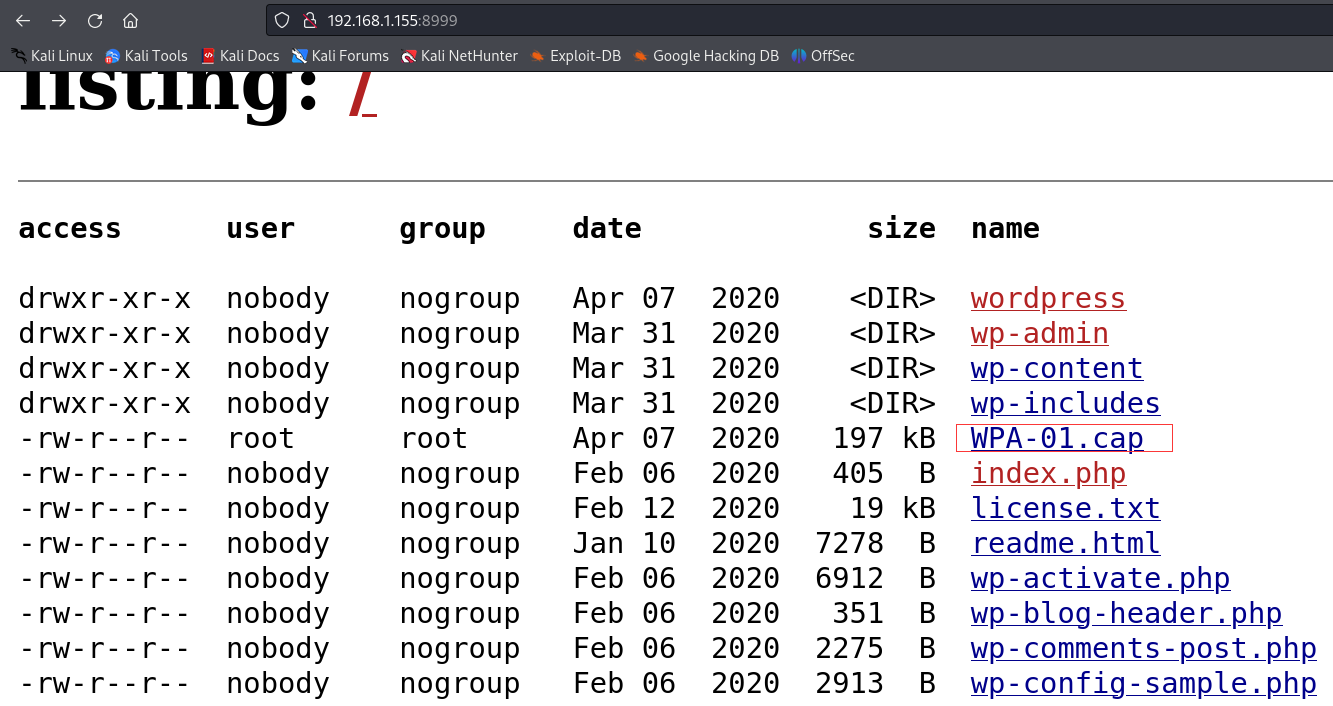 192.168.1.155:8999
Kali Linux Kali Tools Kali Docs Kali Forums Kali NetHunter Exploit-DB Google Hacking DB OffSec
listing: /
access user group date size name
drwxr-xr-x nobody nogroup Apr 07 2020 <DIR> wordpress
drwxr-xr-x nobody nogroup Mar 31 2020 <DIR> wp-admin
drwxr-xr-x nobody nogroup Mar 31 2020 <DIR> wp-content
drwxr-xr-x nobody nogroup Mar 31 2020 <DIR> wp-includes
-rw-r--r-- root root Apr 07 2020 197 kB WPA-01.cap
-rw-r--r-- nobody nogroup Feb 06 2020 405 B index.php
-rw-r--r-- nobody nogroup Feb 12 2020 19 kB license.txt
-rw-r--r-- nobody nogroup Jan 10 2020 7278 B readme.html
-rw-r--r-- nobody nogroup Feb 06 2020 6912 B wp-activate.php
-rw-r--r-- nobody nogroup Feb 06 2020 351 B wp-blog-header.php
-rw-r--r-- nobody nogroup Feb 06 2020 2275 B wp-comments-post.php
-rw-r--r-- nobody nogroup Feb 06 2020 2913 B wp-config-sample.php